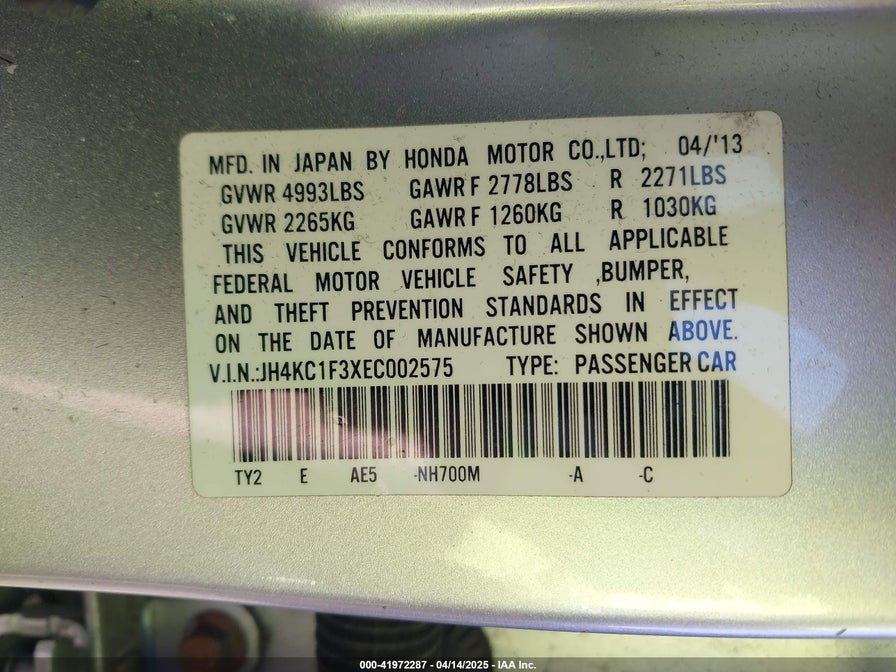 MFD. IN JAPAN BY HONDA MOTOR CO.,LTD; 04/'13
GVWR 4993LBS GAWR F 2778LBS R 2271LBS
GVWR 2265KG GAWR F 1260KG R 1030KG
THIS VEHICLE CONFORMS TO ALL APPLICABLE
FEDERAL MOTOR VEHICLE SAFETY ,BUMPER,
AND THEFT PREVENTION STANDARDS IN EFFECT
ON THE DATE OF MANUFACTURE SHOWN ABOVE.
V.I.N.:JH4KC1F3XEC002575 TYPE: PASSENGER CAR
TY2 E AE5 -NH700M -A -C
000-41972287 - 04/14/2025 - IAA Inc.